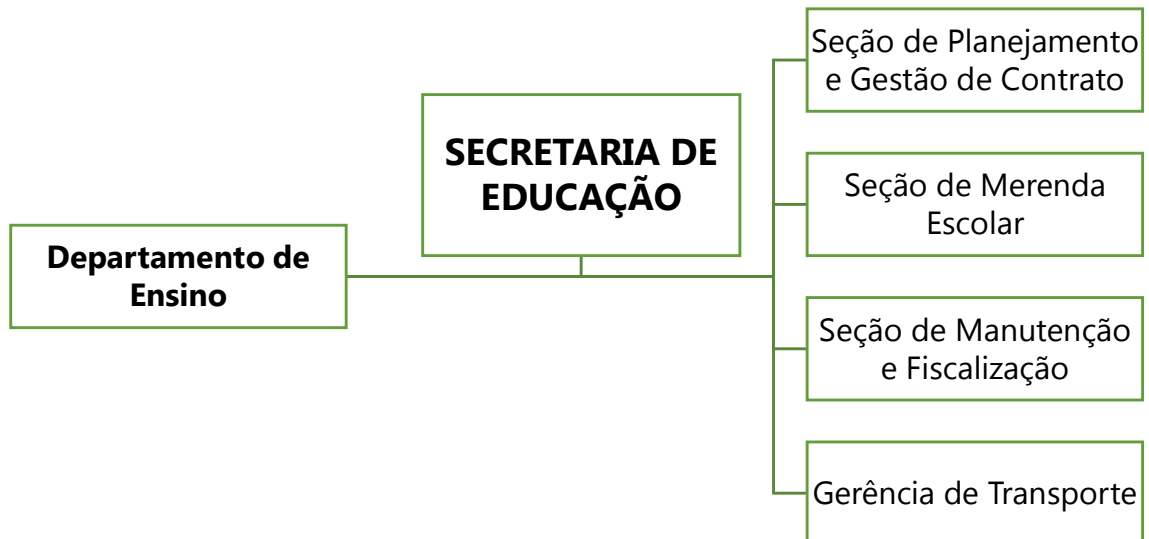 SECRETARIA DE
EDUCAÇÃO
Departamento de
Ensino
Seção de Planejamento
e Gestão de Contrato
Seção de Merenda
Escolar
Seção de Manutenção
e Fiscalização
Gerência de Transporte